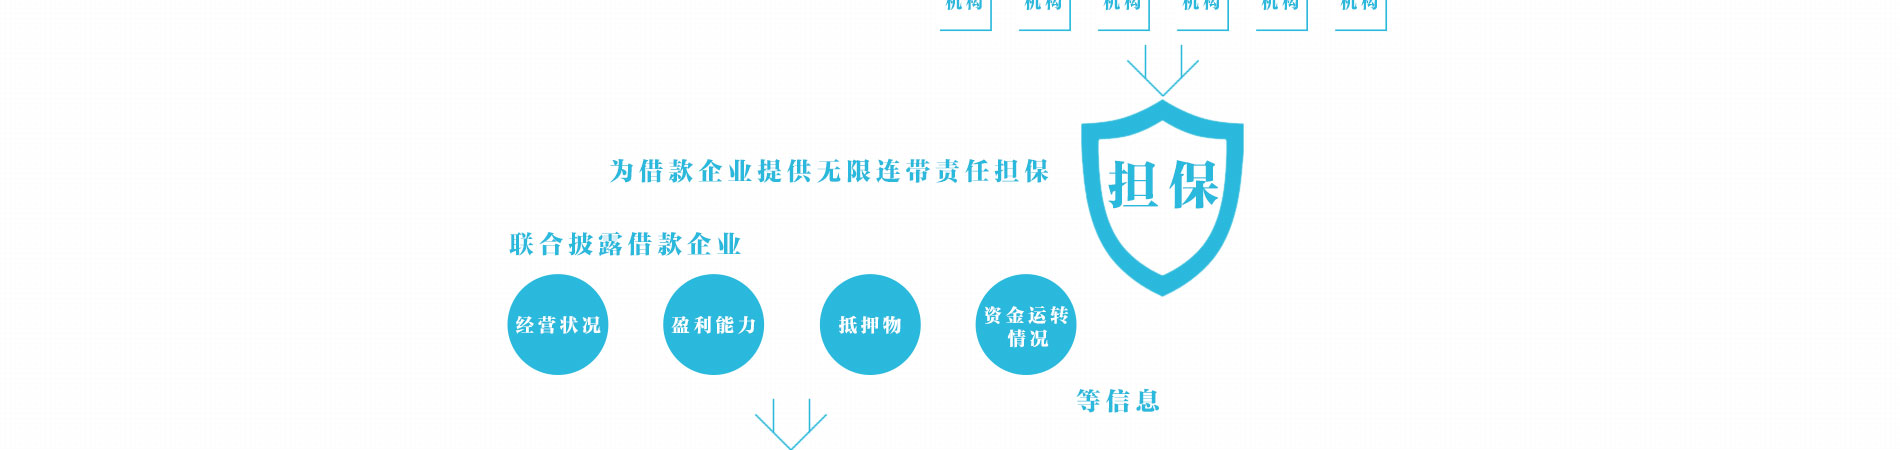 机构 机构 机构 机构 机构 机构
为借款企业提供无限连带责任担保
担保
联合披露借款企业
经营状况
盈利能力
抵押物
资金运转
情况
等信息